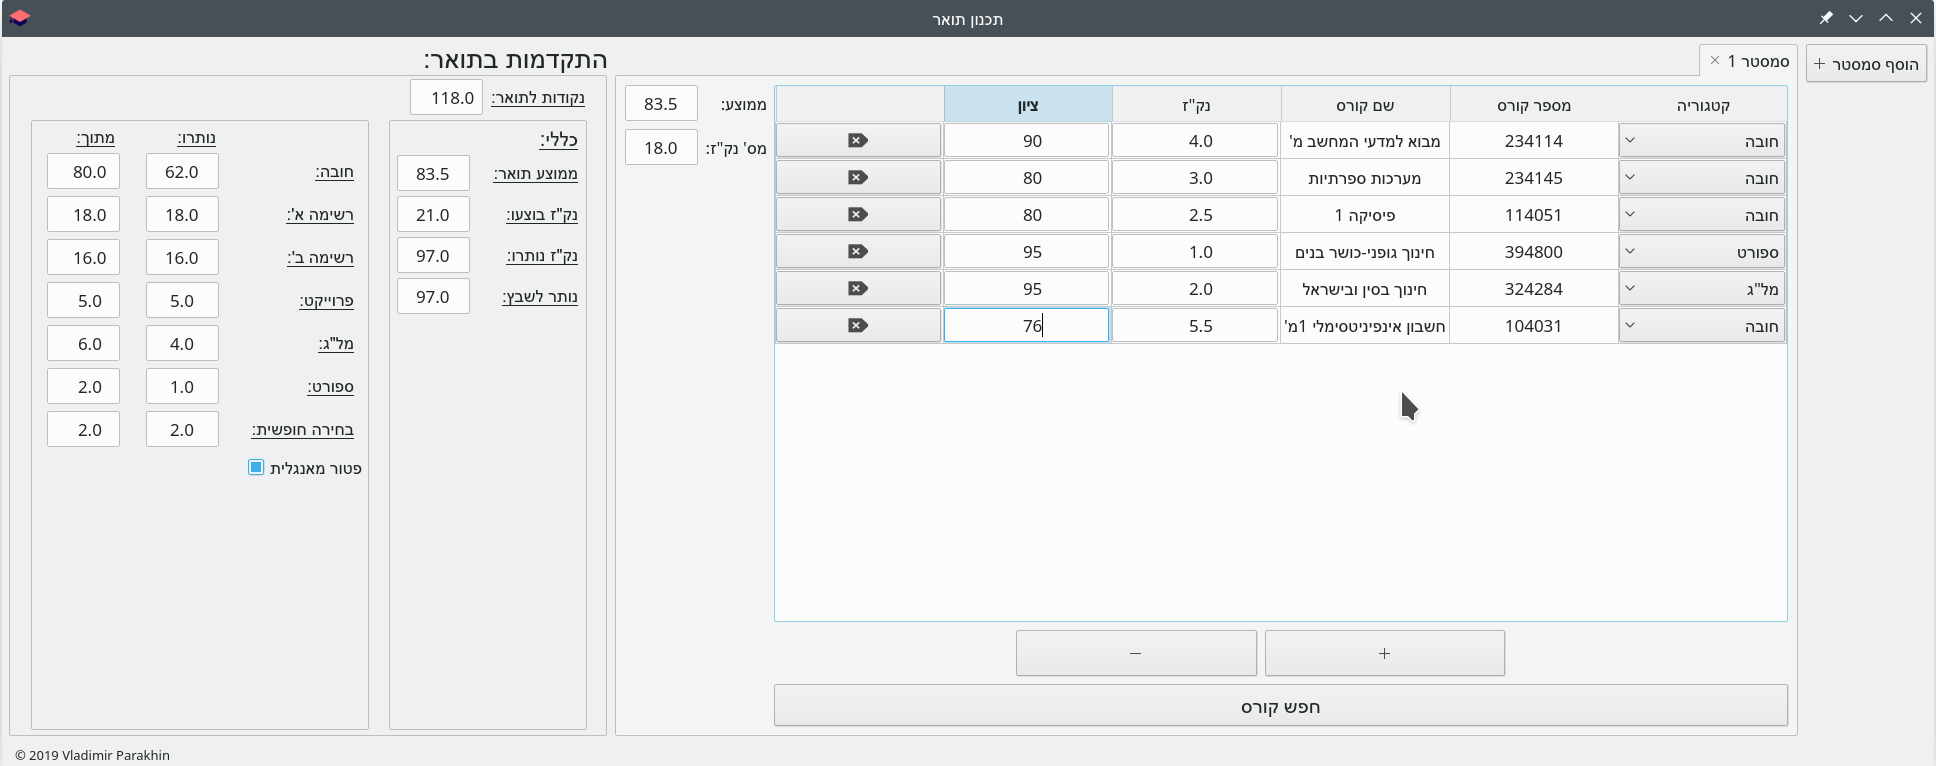 תכנון תואר
הוסף סמסטר +
סמסטר 1 ×
קטגוריה מספר קורס שם קורס נק"ז ציון
חובה 234114 מבוא למדעי המחשב מ' 4.0 90
חובה 234145 מערכות ספרתיות 3.0 80
חובה 114051 פיסיקה 1 2.5 80
ספורט 394800 חינוך גופני-כושר בנים 1.0 95
מל"ג 324284 חינוך בסין ובישראל 2.0 95
חובה 104031 חשבון אינפיניטסימלי 1מ' 5.5 76
+ −
חפש קורס
ממוצע: 83.5
מס' נק"ז: 18.0
התקדמות בתואר:
נקודות לתואר: 118.0
כללי:
ממוצע תואר: 83.5
נק"ז בוצעו: 21.0
נק"ז נותרו: 97.0
נותר לשבץ: 97.0
נותרו: מתוך:
חובה: 62.0 80.0
רשימה א': 18.0 18.0
רשימה ב': 16.0 16.0
פרוייקט: 5.0 5.0
מל"ג: 4.0 6.0
ספורט: 1.0 2.0
בחירה חופשית: 2.0 2.0
פטור מאנגלית
© 2019 Vladimir Parakhin